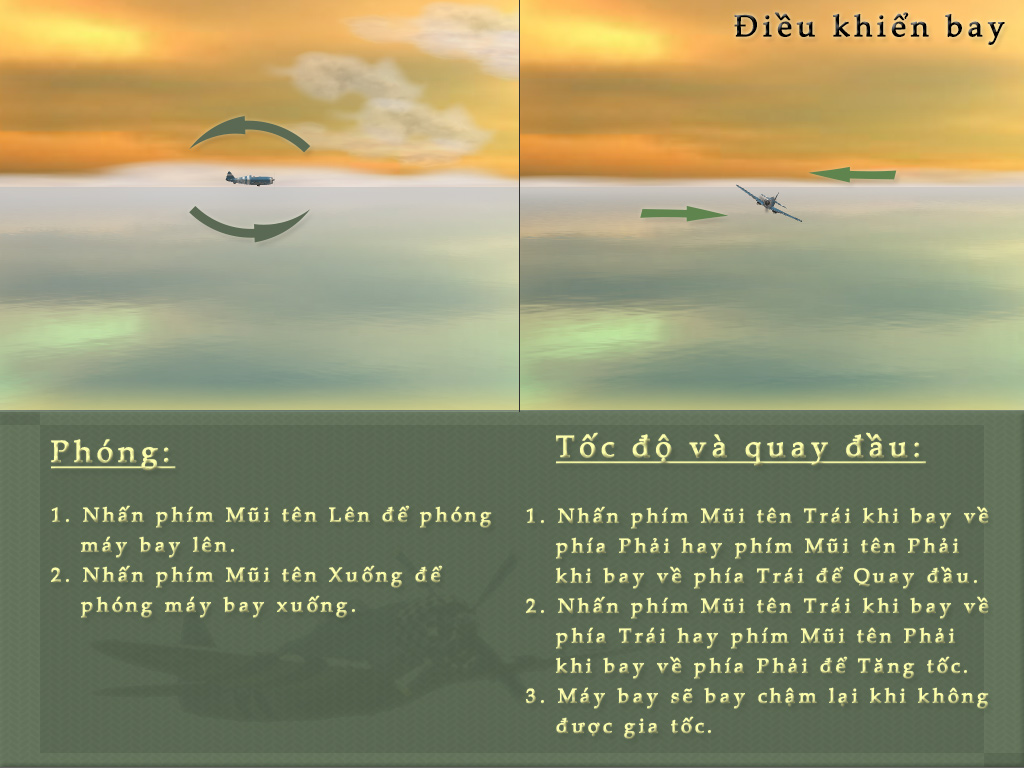 Điều khiển bay
Phóng:
1. Nhấn phím Mũi tên Lên để phóng
máy bay lên.
2. Nhấn phím Mũi tên Xuống để
phóng máy bay xuống.
Tốc độ và quay đầu:
1. Nhấn phím Mũi tên Trái khi bay về
phía Phải hay phím Mũi tên Phải
khi bay về phía Trái để Quay đầu.
2. Nhấn phím Mũi tên Trái khi bay về
phía Trái hay phím Mũi tên Phải
khi bay về phía Phải để Tăng tốc.
3. Máy bay sẽ bay chậm lại khi không
được gia tốc.